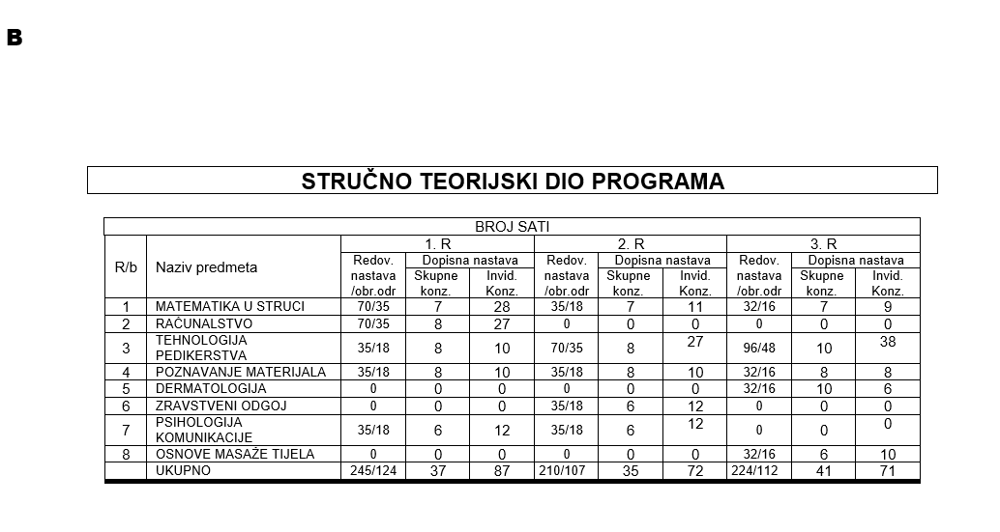 B
STRUČNO TEORIJSKI DIO PROGRAMA
BROJ SATI
R/b Naziv predmeta 1. R 2. R 3. R
Redov. nastava /obr.odr Dopisna nastava Redov. nastava /obr.odr Dopisna nastava Redov. nastava /obr.odr Dopisna nastava
Skupne konz. Invid. Konz. Skupne konz. Invid. Konz. Skupne konz. Invid. Konz.
1 MATEMATIKA U STRUCI 70/35 7 28 35/18 7 11 32/16 7 9
2 RAČUNALSTVO 70/35 8 27 0 0 0 0 0 0
3 TEHNOLOGIJA PEDIKERSTVA 35/18 8 10 70/35 8 27 96/48 10 38
4 POZNAVANJE MATERIJALA 35/18 8 10 35/18 8 10 32/16 8 8
5 DERMATOLOGIJA 0 0 0 0 0 0 32/16 10 6
6 ZRAVSTVENI ODGOJ 0 0 0 35/18 6 12 0 0 0
7 PSIHOLOGIJA KOMUNIKACIJE 35/18 6 12 35/18 6 12 0 0 0
8 OSNOVE MASAŽE TIJELA 0 0 0 0 0 0 32/16 6 10
UKUPNO 245/124 37 87 210/107 35 72 224/112 41 71